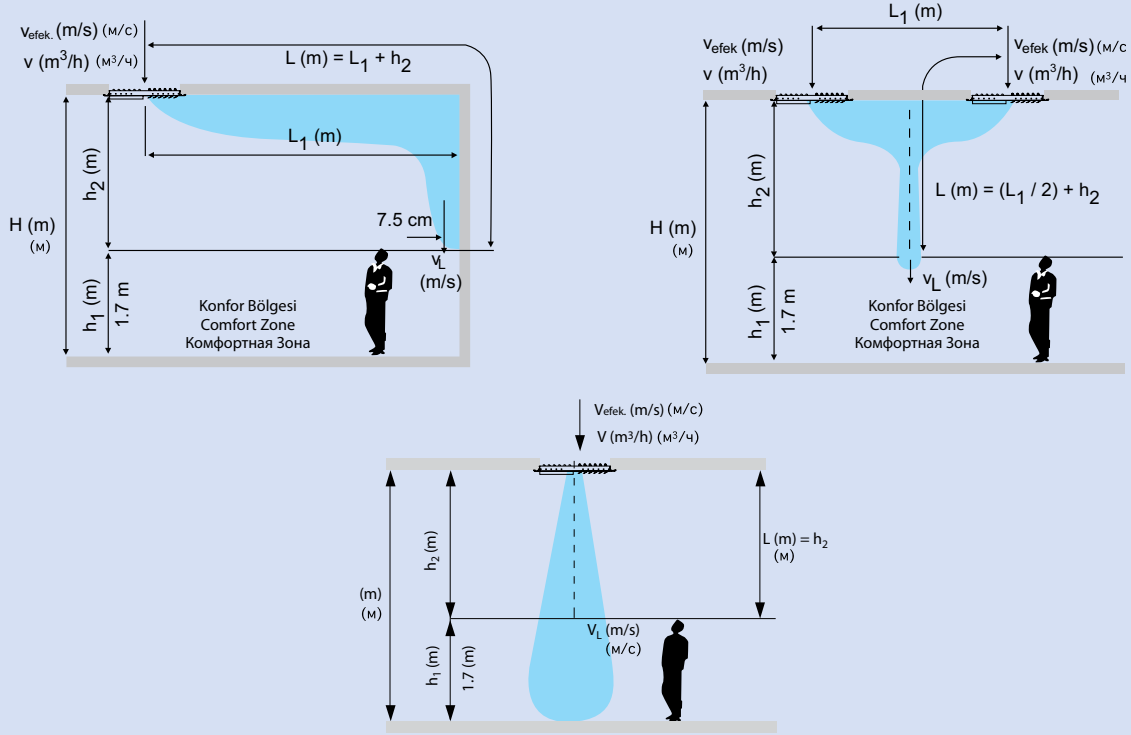 vefek. (m/s) (м/с)
v (m³/h) (м³/ч)
L (m) = L₁ + h₂
L₁ (m)
h₂ (m)
H (m)
(м)
7.5 cm
vL
(m/s)
h₁ (m)
1.7 m
Konfor Bölgesi
Comfort Zone
Комфортная Зона
L₁ (m)
vefek (m/s)
v (m³/h)
vefek (m/s) (м/с
v (m³/h) (м³/ч
h₂ (m)
L (m) = (L₁ / 2) + h₂
H (m)
(м)
vL (m/s)
h₁ (m)
1.7 m
Konfor Bölgesi
Comfort Zone
Комфортная Зона
Vefek. (m/s) (м/с)
V (m³/h) (м³/ч)
h₂ (m)
L (m) = h₂
(м)
(m)
(м)
VL (m/s)
(м/с)
h₁ (m)
1.7 (m)